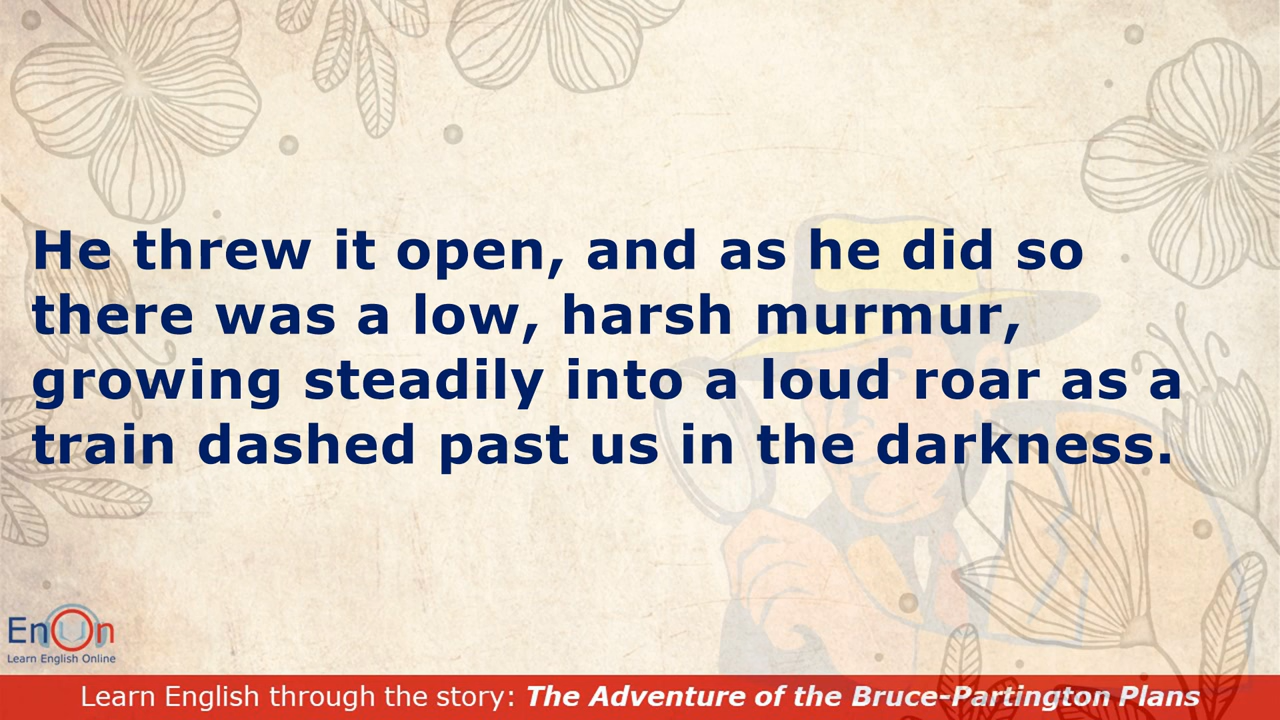 He threw it open, and as he did so
there was a low, harsh murmur,
growing steadily into a loud roar as a
train dashed past us in the darkness.
EnOn
Learn English Online
Learn English through the story: The Adventure of the Bruce-Partington Plans